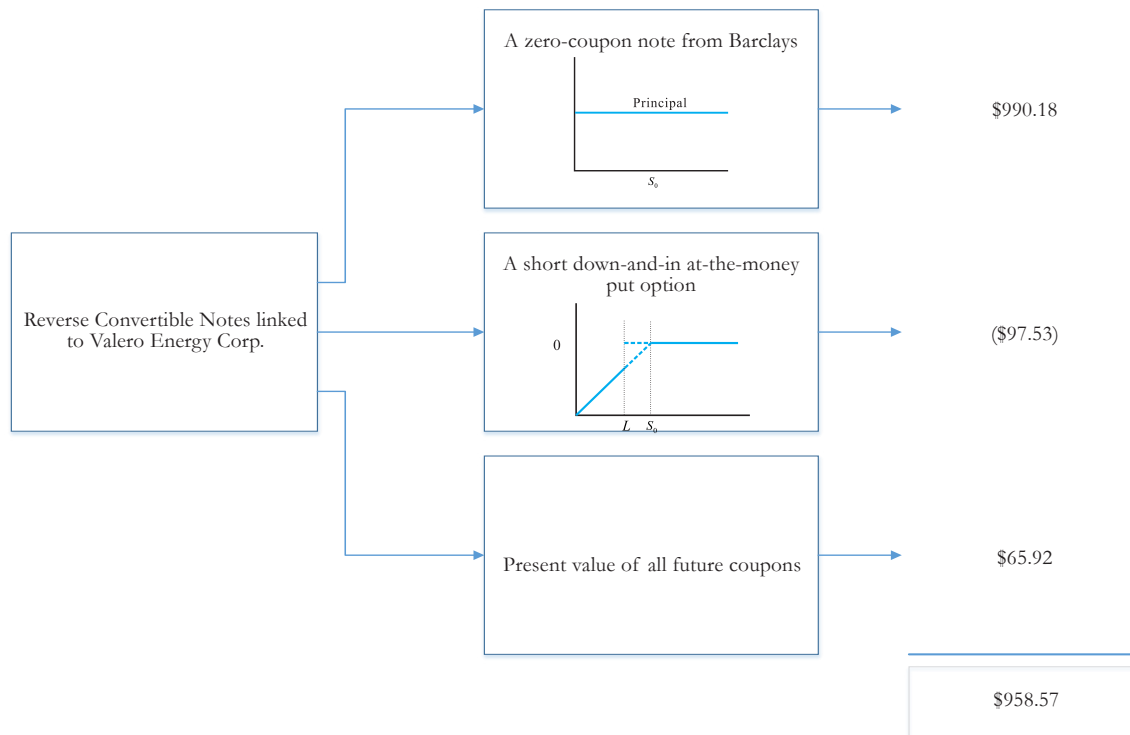 A zero-coupon note from Barclays
Principal
S₀
$990.18
Reverse Convertible Notes linked
to Valero Energy Corp.
A short down-and-in at-the-money
put option
0
L S₀
($97.53)
Present value of all future coupons
$65.92
$958.57